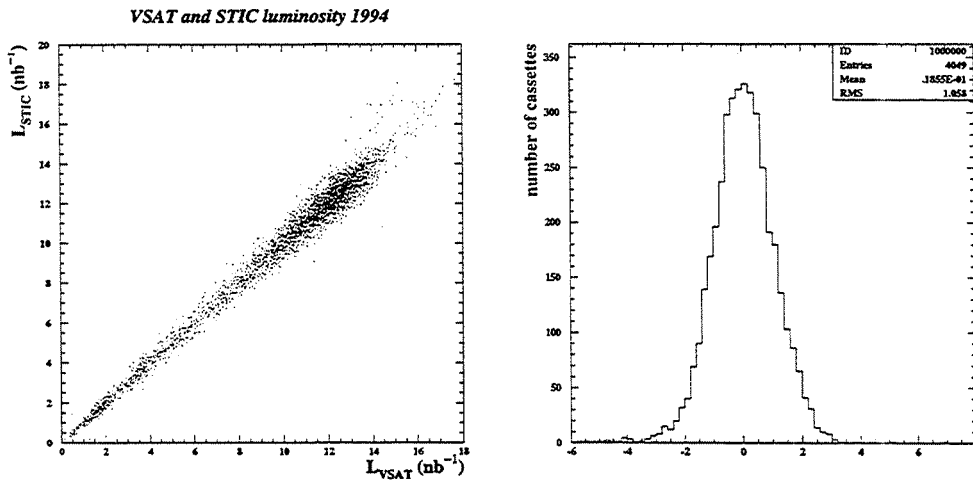 VSAT and STIC luminosity 1994
L_STIC (nb⁻¹)
20
18
16
14
12
10
8
6
4
2
0
0 2 4 6 8 10 12 14 16 18
L_VSAT (nb⁻¹)
number of cassettes
350
300
250
200
150
100
50
0
-6 -4 -2 0 2 4 6 8
ID 1000000
Entries 4049
Mean .1855E-01
RMS 1.058